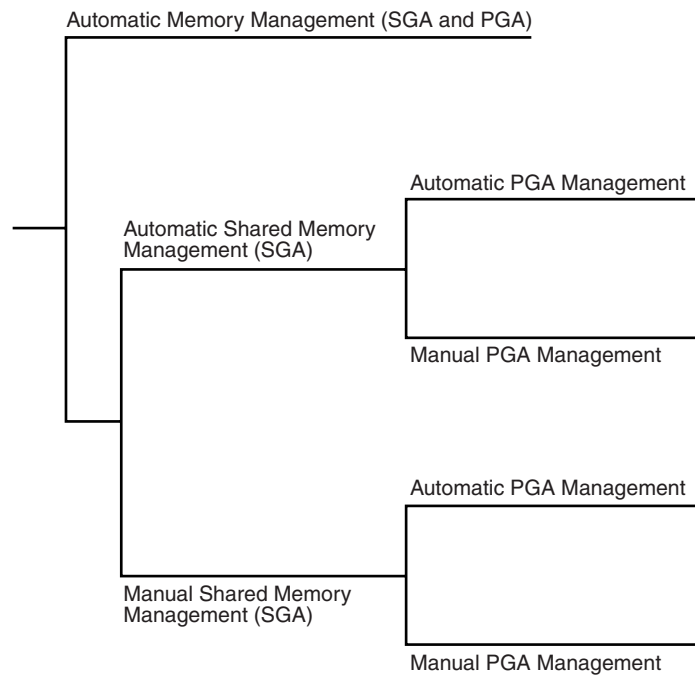 Automatic Memory Management (SGA and PGA)
Automatic PGA Management
Automatic Shared Memory
Management (SGA)
Manual PGA Management
Automatic PGA Management
Manual Shared Memory
Management (SGA)
Manual PGA Management